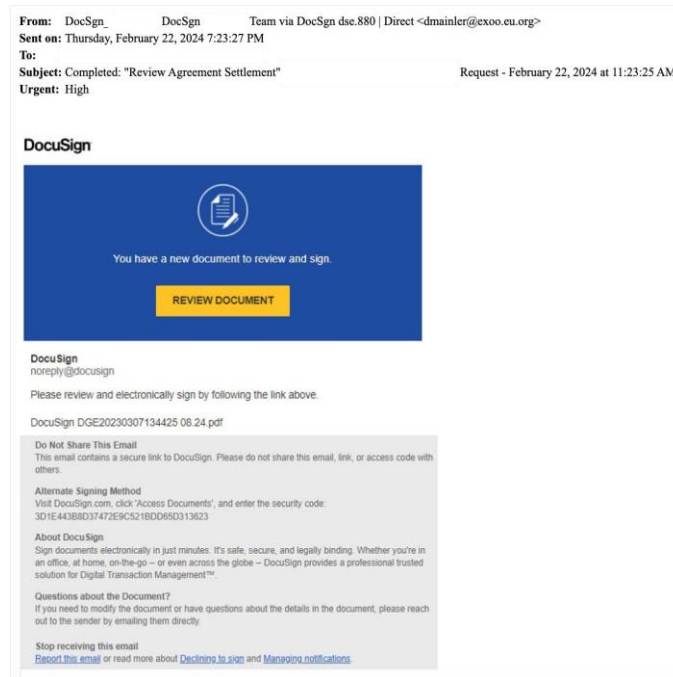 From: DocSgn_ DocSgn Team via DocSgn dse.880 | Direct <dmainler@exoo.eu.org>
Sent on: Thursday, February 22, 2024 7:23:27 PM
To:
Subject: Completed: "Review Agreement Settlement" Request - February 22, 2024 at 11:23:25 AM
Urgent: High
DocuSign
You have a new document to review and sign.
REVIEW DOCUMENT
DocuSign
noreply@docusign
Please review and electronically sign by following the link above.
DocuSign DGE20230307134425 08.24.pdf
Do Not Share This Email
This email contains a secure link to DocuSign. Please do not share this email, link, or access code with
others.
Alternate Signing Method
Visit DocuSign.com, click 'Access Documents', and enter the security code:
3D1E443B8D37472E9C521BDD65D313623
About DocuSign
Sign documents electronically in just minutes. It's safe, secure, and legally binding. Whether you're in
an office, at home, on-the-go -- or even across the globe -- DocuSign provides a professional trusted
solution for Digital Transaction Management™.
Questions about the Document?
If you need to modify the document or have questions about the details in the document, please reach
out to the sender by emailing them directly.
Stop receiving this email
Report this email or read more about Declining to sign and Managing notifications.